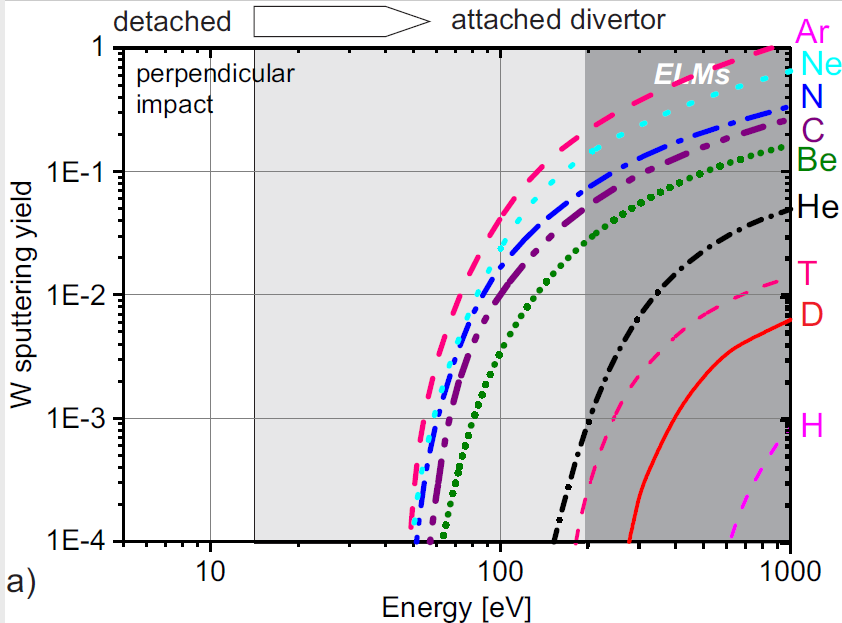 detached attached divertor
Ar
1
perpendicular
impact
ELMs
Ne
N
C
1E-1
Be
He
W sputtering yield
1E-2
T
D
1E-3
H
1E-4
10 100 1000
a)
Energy [eV]